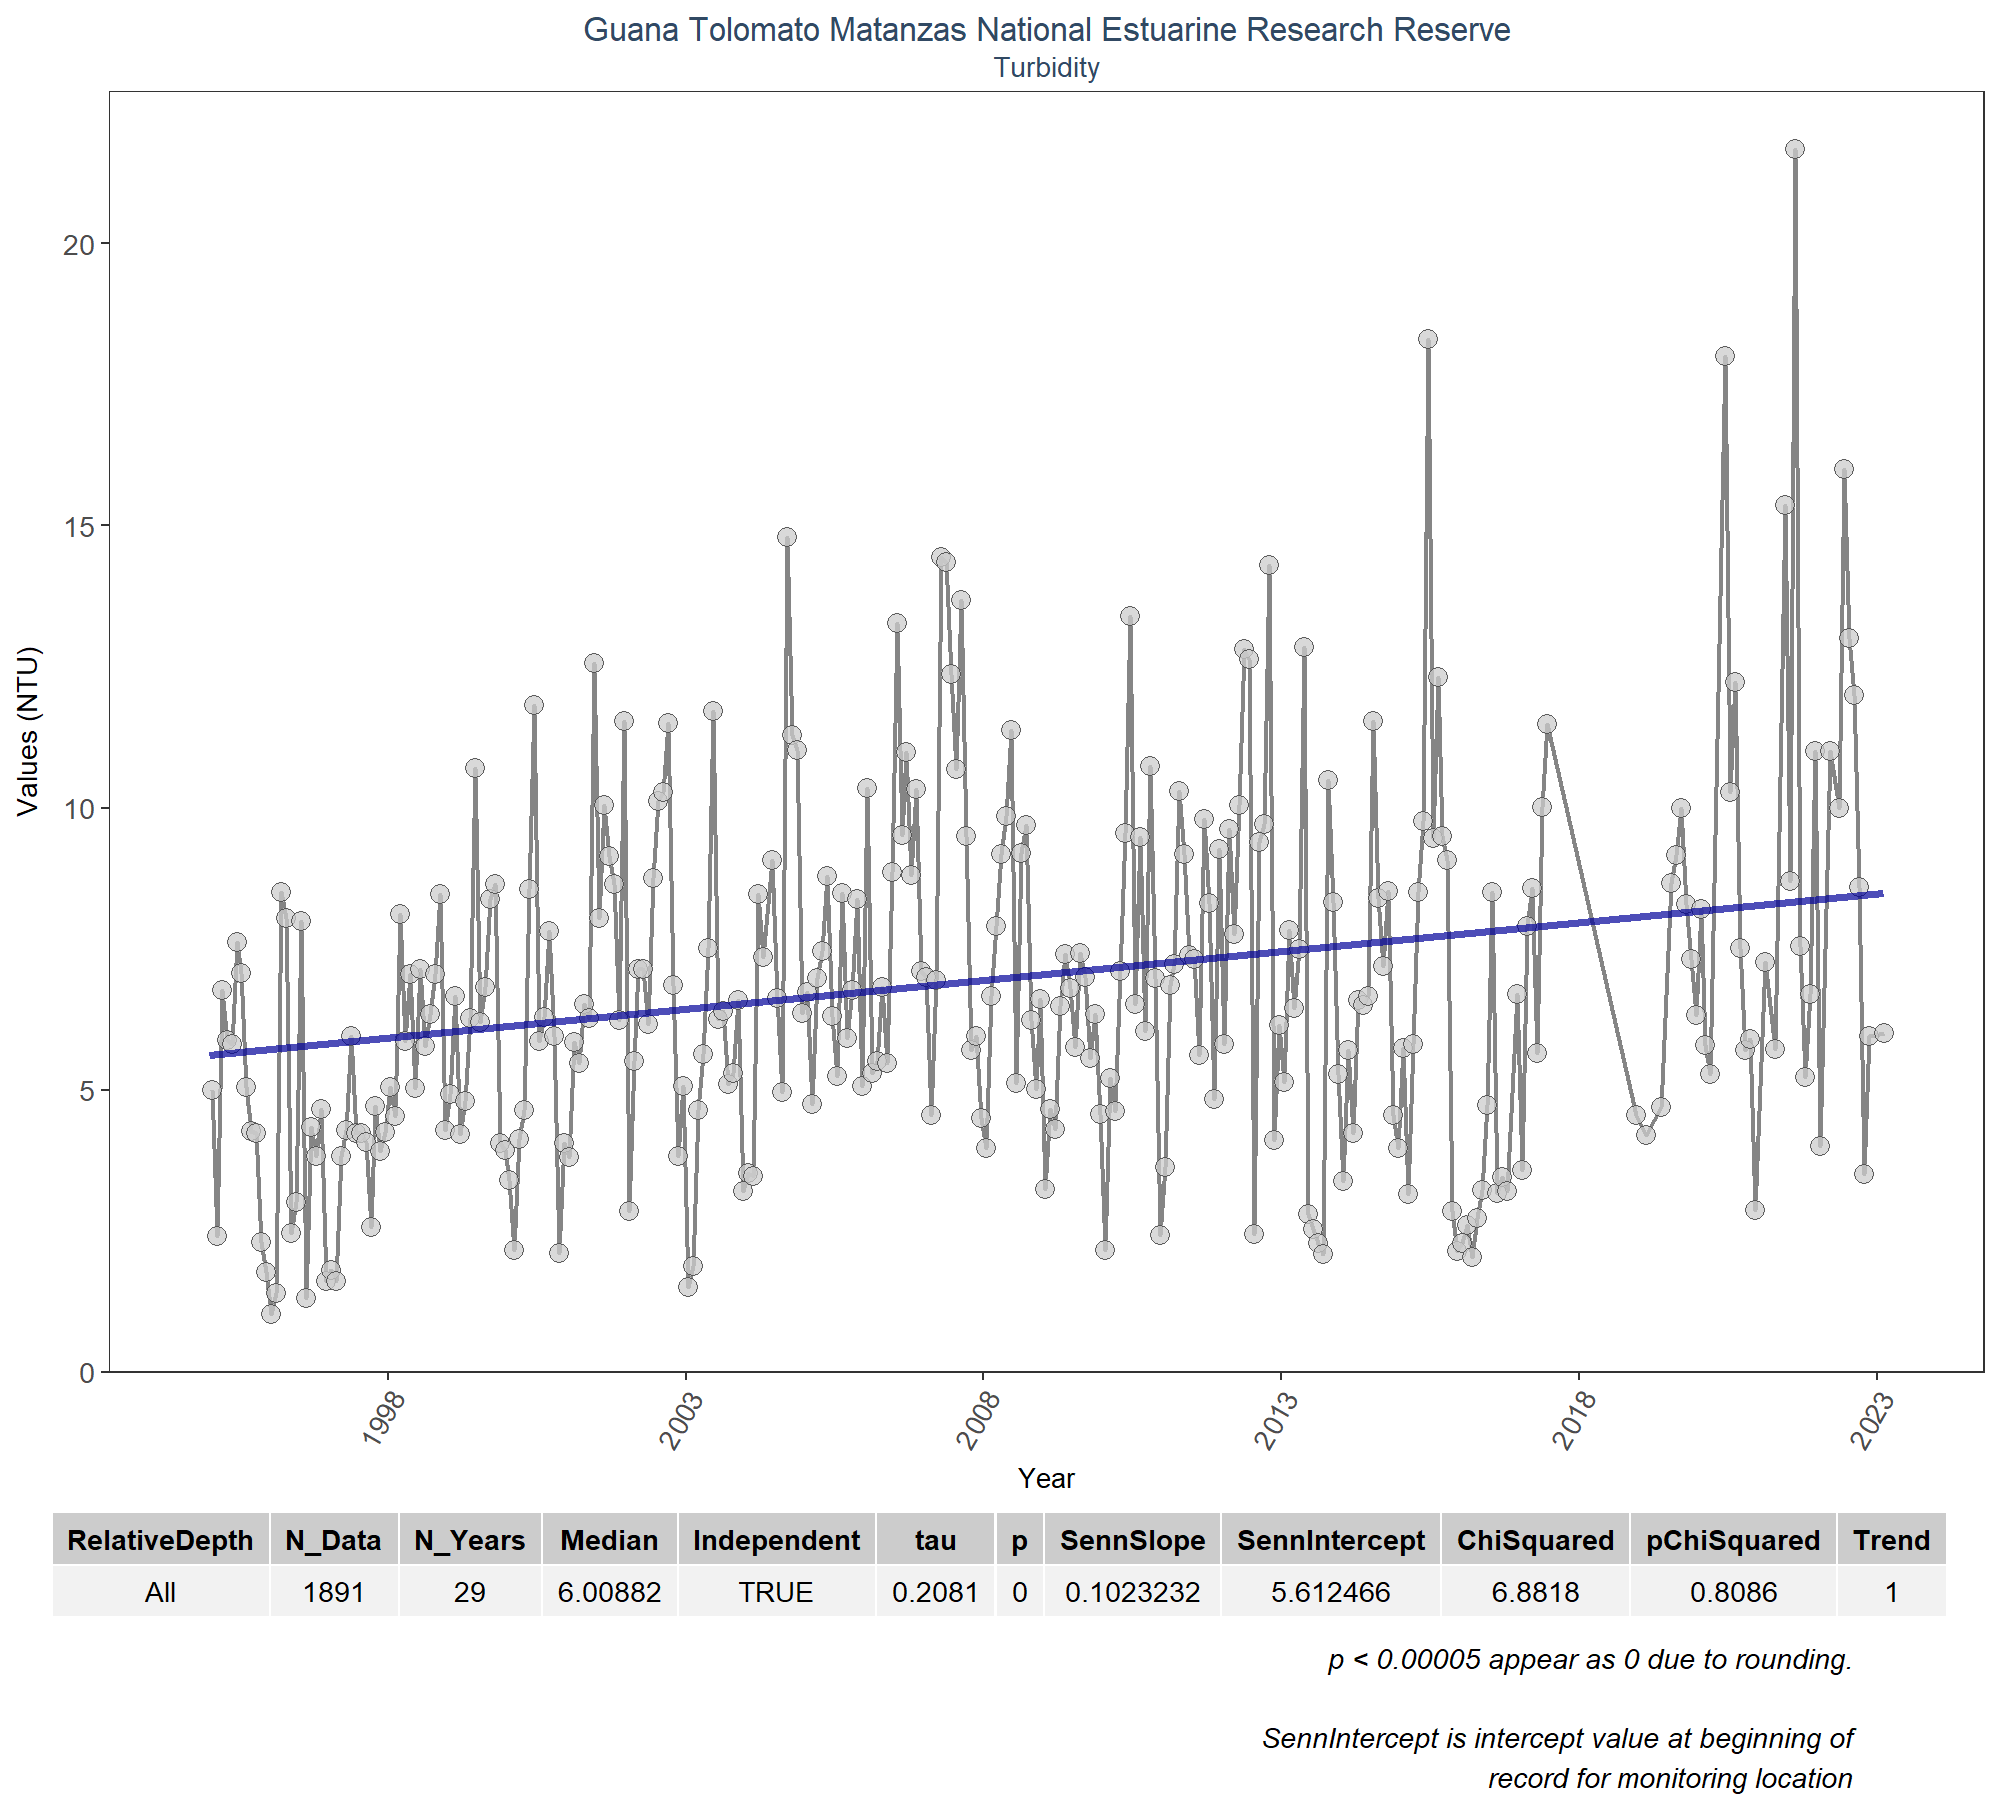 Guana Tolomato Matanzas National Estuarine Research Reserve
Turbidity
Values (NTU)
20
15
10
5
0
1998 2003 2008 2013 2018 2023
Year
RelativeDepth N_Data N_Years Median Independent tau p SennSlope SennIntercept ChiSquared pChiSquared Trend
All 1891 29 6.00882 TRUE 0.2081 0 0.1023232 5.612466 6.8818 0.8086 1
p < 0.00005 appear as 0 due to rounding.
SennIntercept is intercept value at beginning of
record for monitoring location